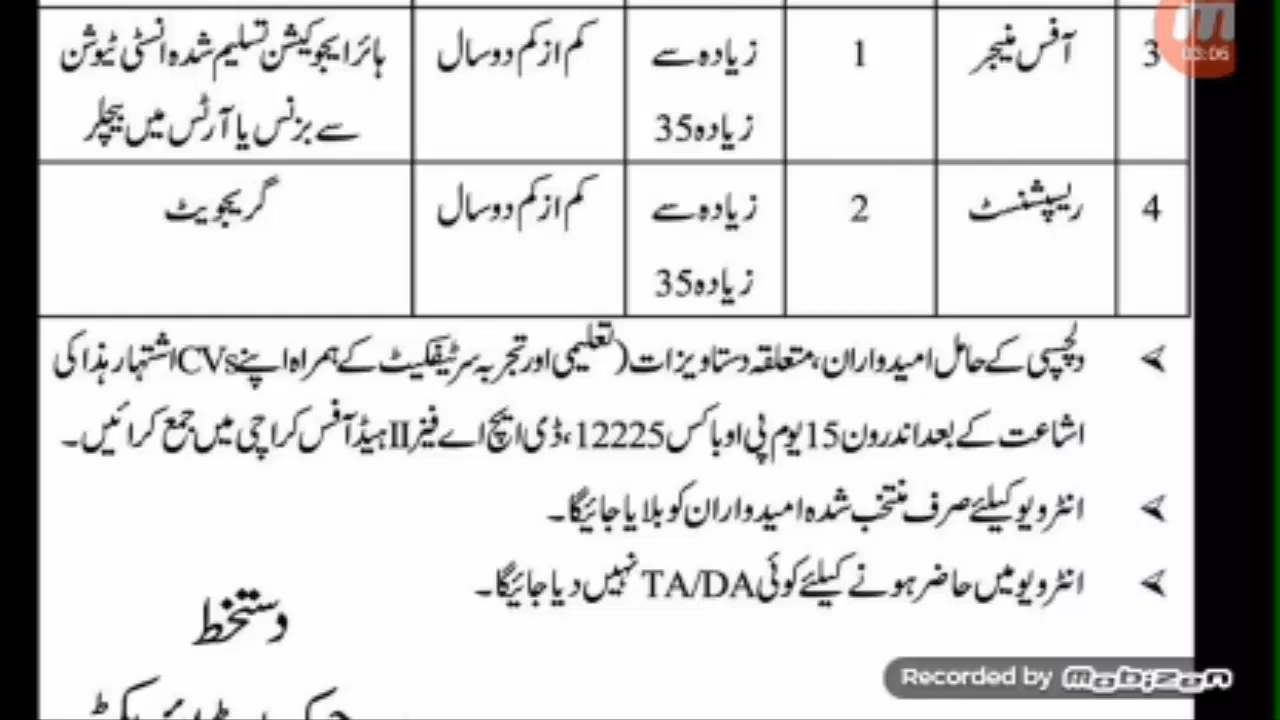 3 آفس منیجر 1 زیادہ سے کم از کم دو سال ہائر ایجوکیشن تسلیم شدہ انسٹی ٹیوشن
زیادہ 35 سے بزنس یا آرٹس میں بیچلر
4 ریسپشنسٹ 2 زیادہ سے کم از کم دو سال گریجویٹ
زیادہ 35
دلچسپی کے حامل امیدواران، متعلقہ دستاویزات (تعلیمی اور تجربہ سرٹیفکیٹ کے ہمراہ اپنے CVs اشتہار ہذا کی
اشاعت کے بعد اندرون 15 یوم پی او باکس 12225، ڈی ایچ اے فیز II ہیڈ آفس کراچی میں جمع کرائیں۔
انٹرویو کیلئے صرف منتخب شدہ امیدواران کو بلایا جائیگا۔
انٹرویو میں حاضر ہونے کیلئے کوئی TA/DA نہیں دیا جائیگا۔
دستخط
03:06
Recorded by mobizen